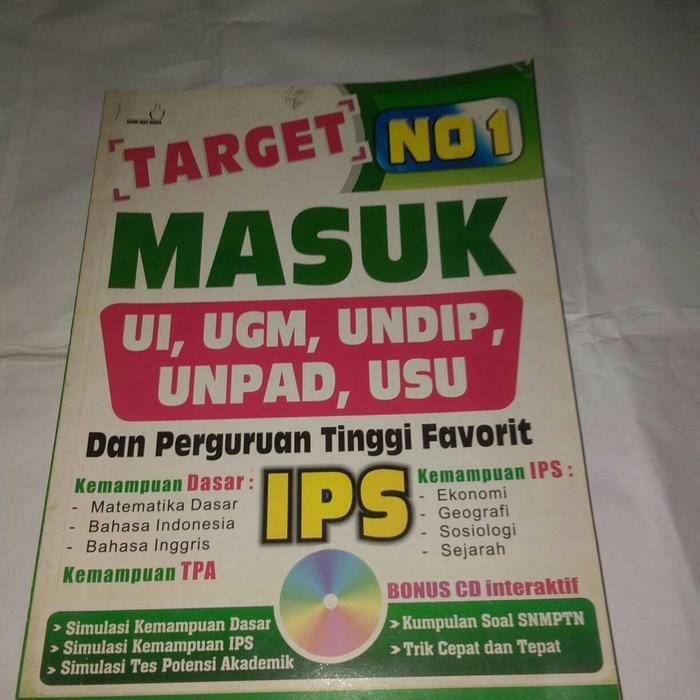 TARGET NO 1
MASUK
UI, UGM, UNDIP,
UNPAD, USU
Dan Perguruan Tinggi Favorit
IPS
Kemampuan Dasar :
- Matematika Dasar
- Bahasa Indonesia
- Bahasa Inggris
Kemampuan TPA
Kemampuan IPS :
- Ekonomi
- Geografi
- Sosiologi
- Sejarah
BONUS CD interaktif
> Simulasi Kemampuan Dasar
> Simulasi Kemampuan IPS
> Simulasi Tes Potensi Akademik
> Kumpulan Soal SNMPTN
> Trik Cepat dan Tepat